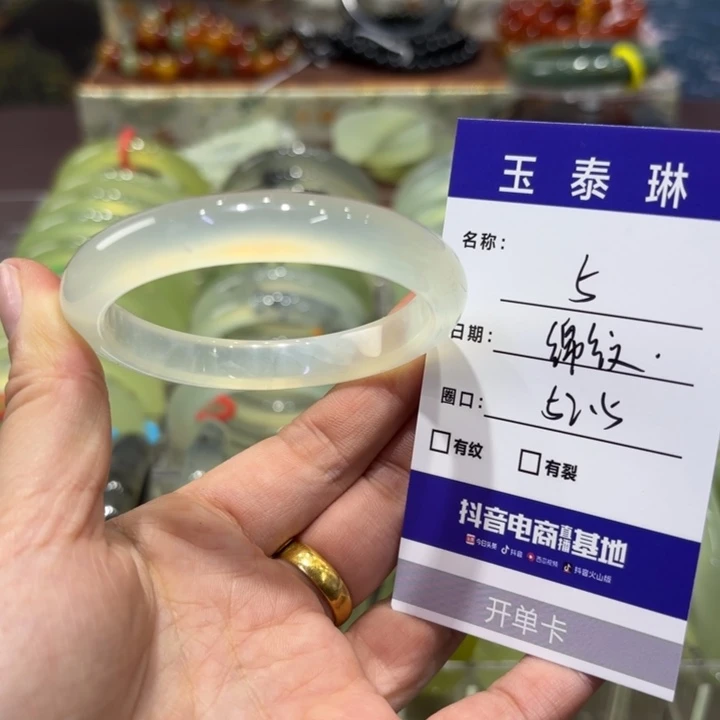 玉泰琳
名称: 5
日期: 绵纹.
圈口: 52.5
□有纹 □有裂
抖音电商直播基地
今日头条 抖音 西瓜视频 抖音火山版
开单卡